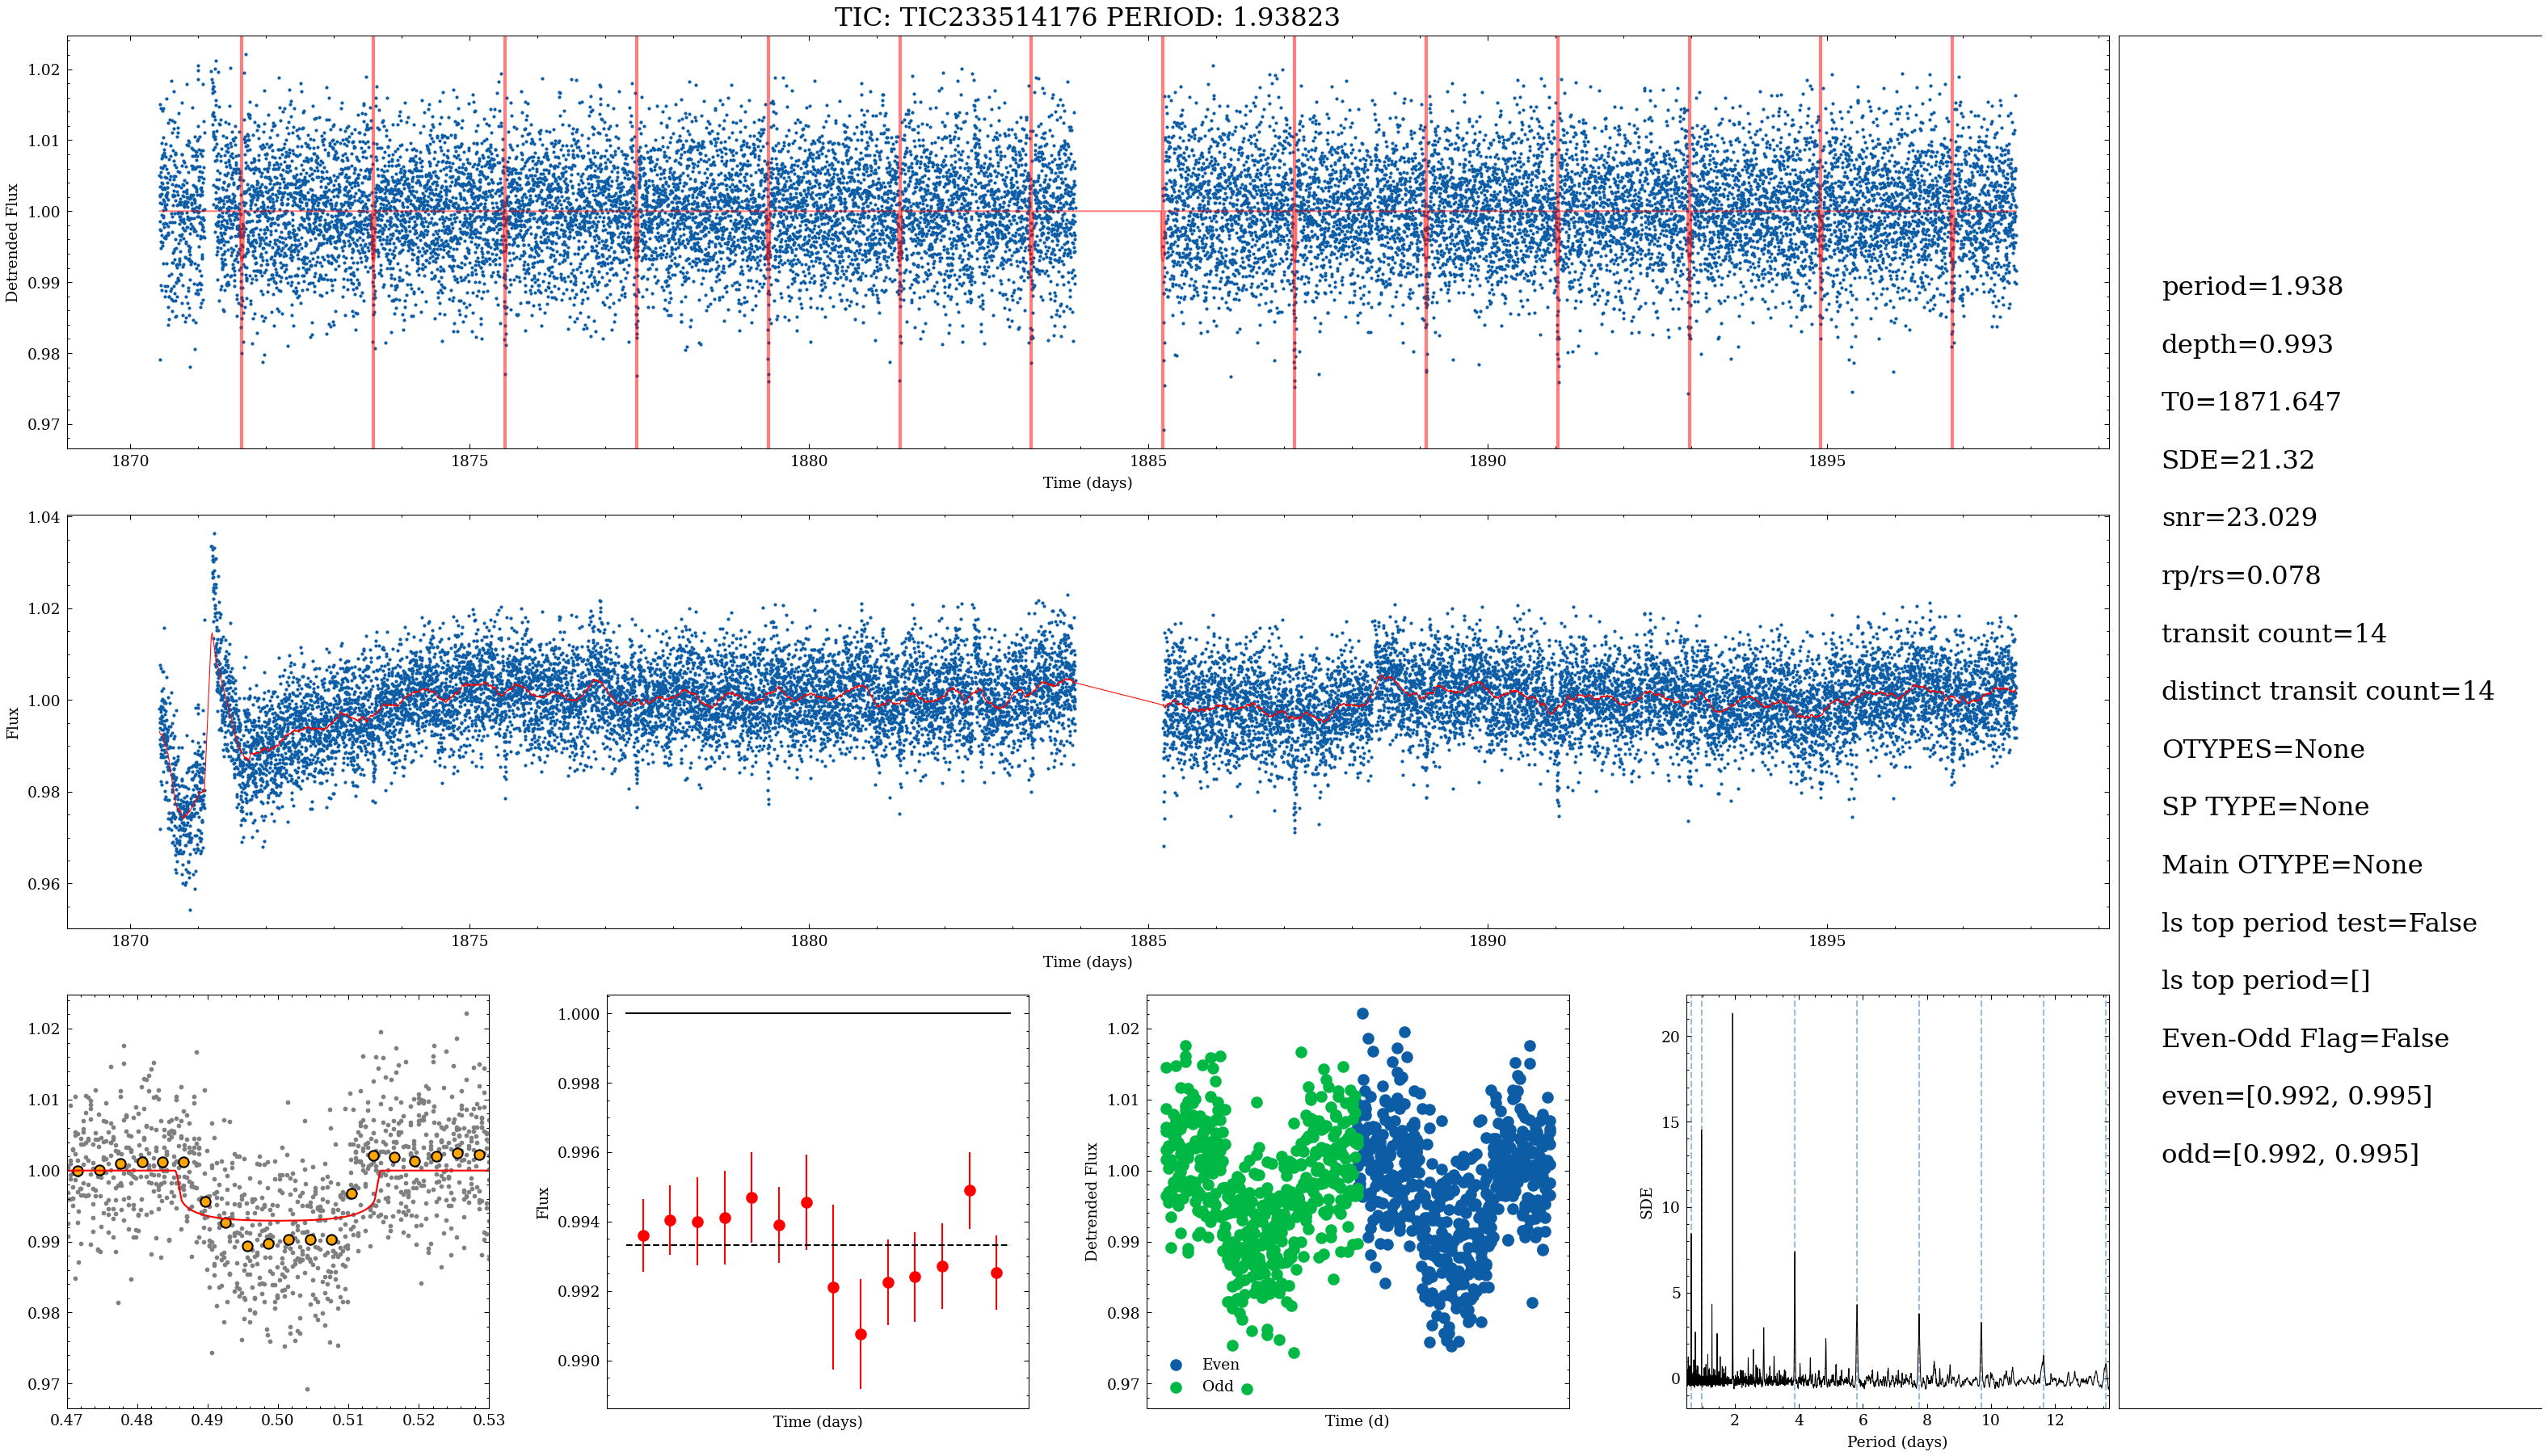 TIC: TIC233514176 PERIOD: 1.93823
1.02
1.01
1.00
0.99
0.98
0.97
Detrended Flux
1870
1875
1880
1885
1890
1895
Time (days)
1.04
1.02
1.00
0.98
0.96
Flux
1870
1875
1880
1885
1890
1895
Time (days)
1.02
1.01
1.00
0.99
0.98
0.97
0.47
0.48
0.49
0.50
0.51
0.52
0.53
1.000
0.998
0.996
0.994
0.992
0.990
Flux
Time (days)
1.02
1.01
1.00
0.99
0.98
0.97
Detrended Flux
Even
Odd
Time (d)
20
15
10
5
0
SDE
2
4
6
8
10
12
Period (days)
period=1.938
depth=0.993
T0=1871.647
SDE=21.32
snr=23.029
rp/rs=0.078
transit count=14
distinct transit count=14
OTYPES=None
SP TYPE=None
Main OTYPE=None
ls top period test=False
ls top period=[]
Even-Odd Flag=False
even=[0.992, 0.995]
odd=[0.992, 0.995]